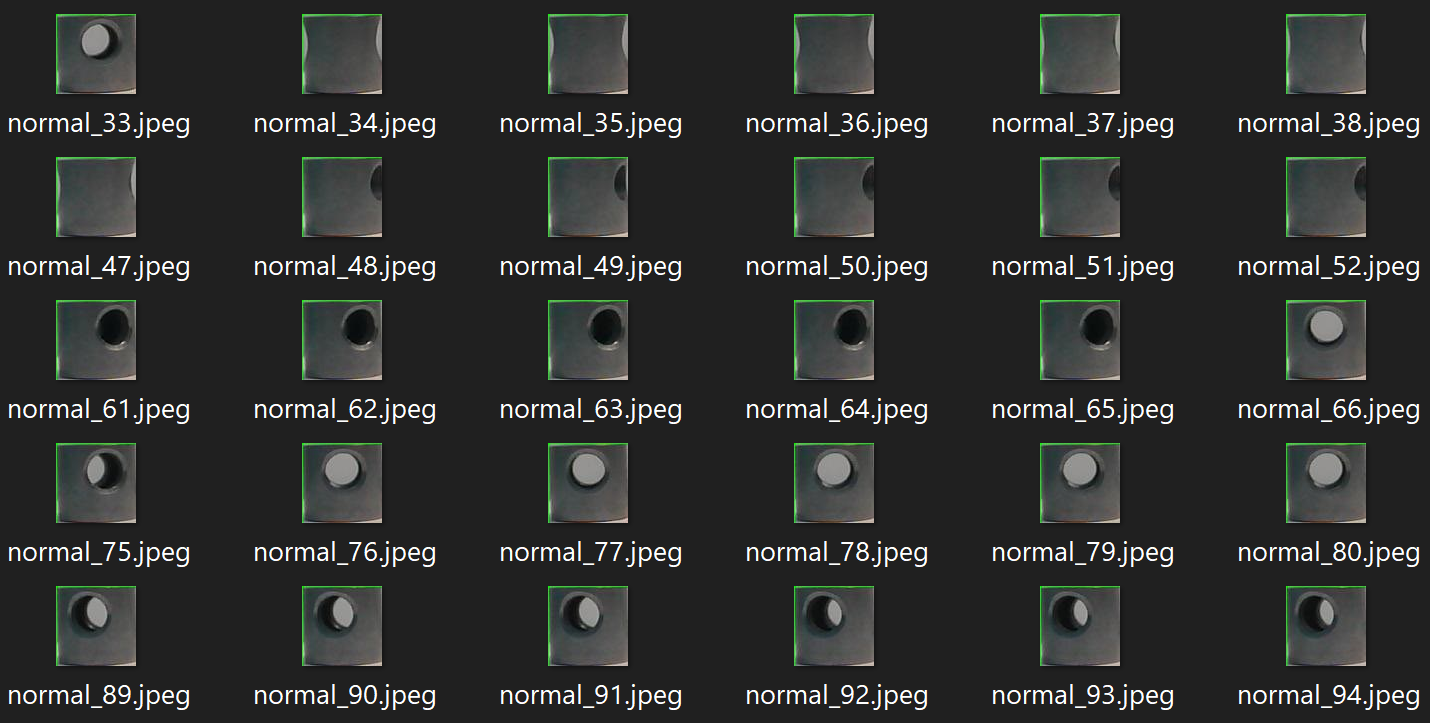 normal_33.jpeg normal_34.jpeg normal_35.jpeg normal_36.jpeg normal_37.jpeg normal_38.jpeg
normal_47.jpeg normal_48.jpeg normal_49.jpeg normal_50.jpeg normal_51.jpeg normal_52.jpeg
normal_61.jpeg normal_62.jpeg normal_63.jpeg normal_64.jpeg normal_65.jpeg normal_66.jpeg
normal_75.jpeg normal_76.jpeg normal_77.jpeg normal_78.jpeg normal_79.jpeg normal_80.jpeg
normal_89.jpeg normal_90.jpeg normal_91.jpeg normal_92.jpeg normal_93.jpeg normal_94.jpeg